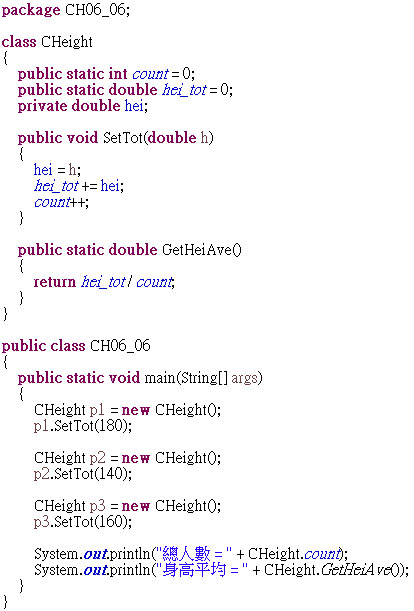 package CH06_06;

class CHeight
{
    public static int count = 0;
    public static double hei_tot = 0;
    private double hei;

    public void SetTot(double h)
    {
        hei = h;
        hei_tot += hei;
        count++;
    }

    public static double GetHeiAve()
    {
        return hei_tot / count;
    }
}

public class CH06_06
{
    public static void main(String[] args)
    {
        CHeight p1 = new CHeight();
        p1.SetTot(180);

        CHeight p2 = new CHeight();
        p2.SetTot(140);

        CHeight p3 = new CHeight();
        p3.SetTot(160);

        System.out.println("總人數 = " + CHeight.count);
        System.out.println("身高平均 = " + CHeight.GetHeiAve());
    }
}